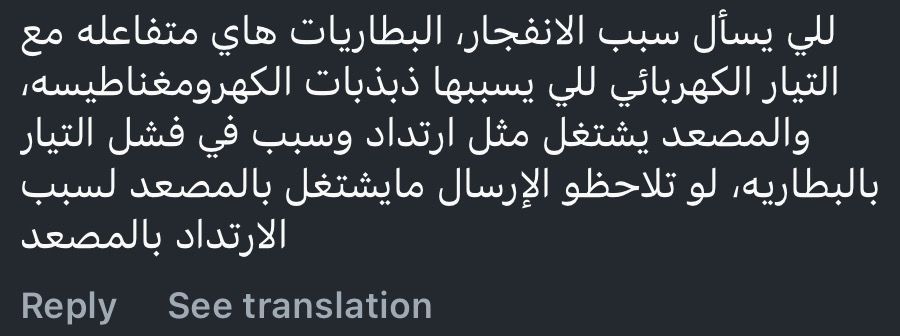 للي يسأل سبب الانفجار، البطاريات هاي متفاعله مع
التيار الكهربائي للي يسببها ذبذبات الكهرومغناطيسه،
والمصعد يشتغل مثل ارتداد وسبب في فشل التيار
بالبطاريه، لو تلاحظو الإرسال مايشتغل بالمصعد لسبب
الارتداد بالمصعد
Reply See translation